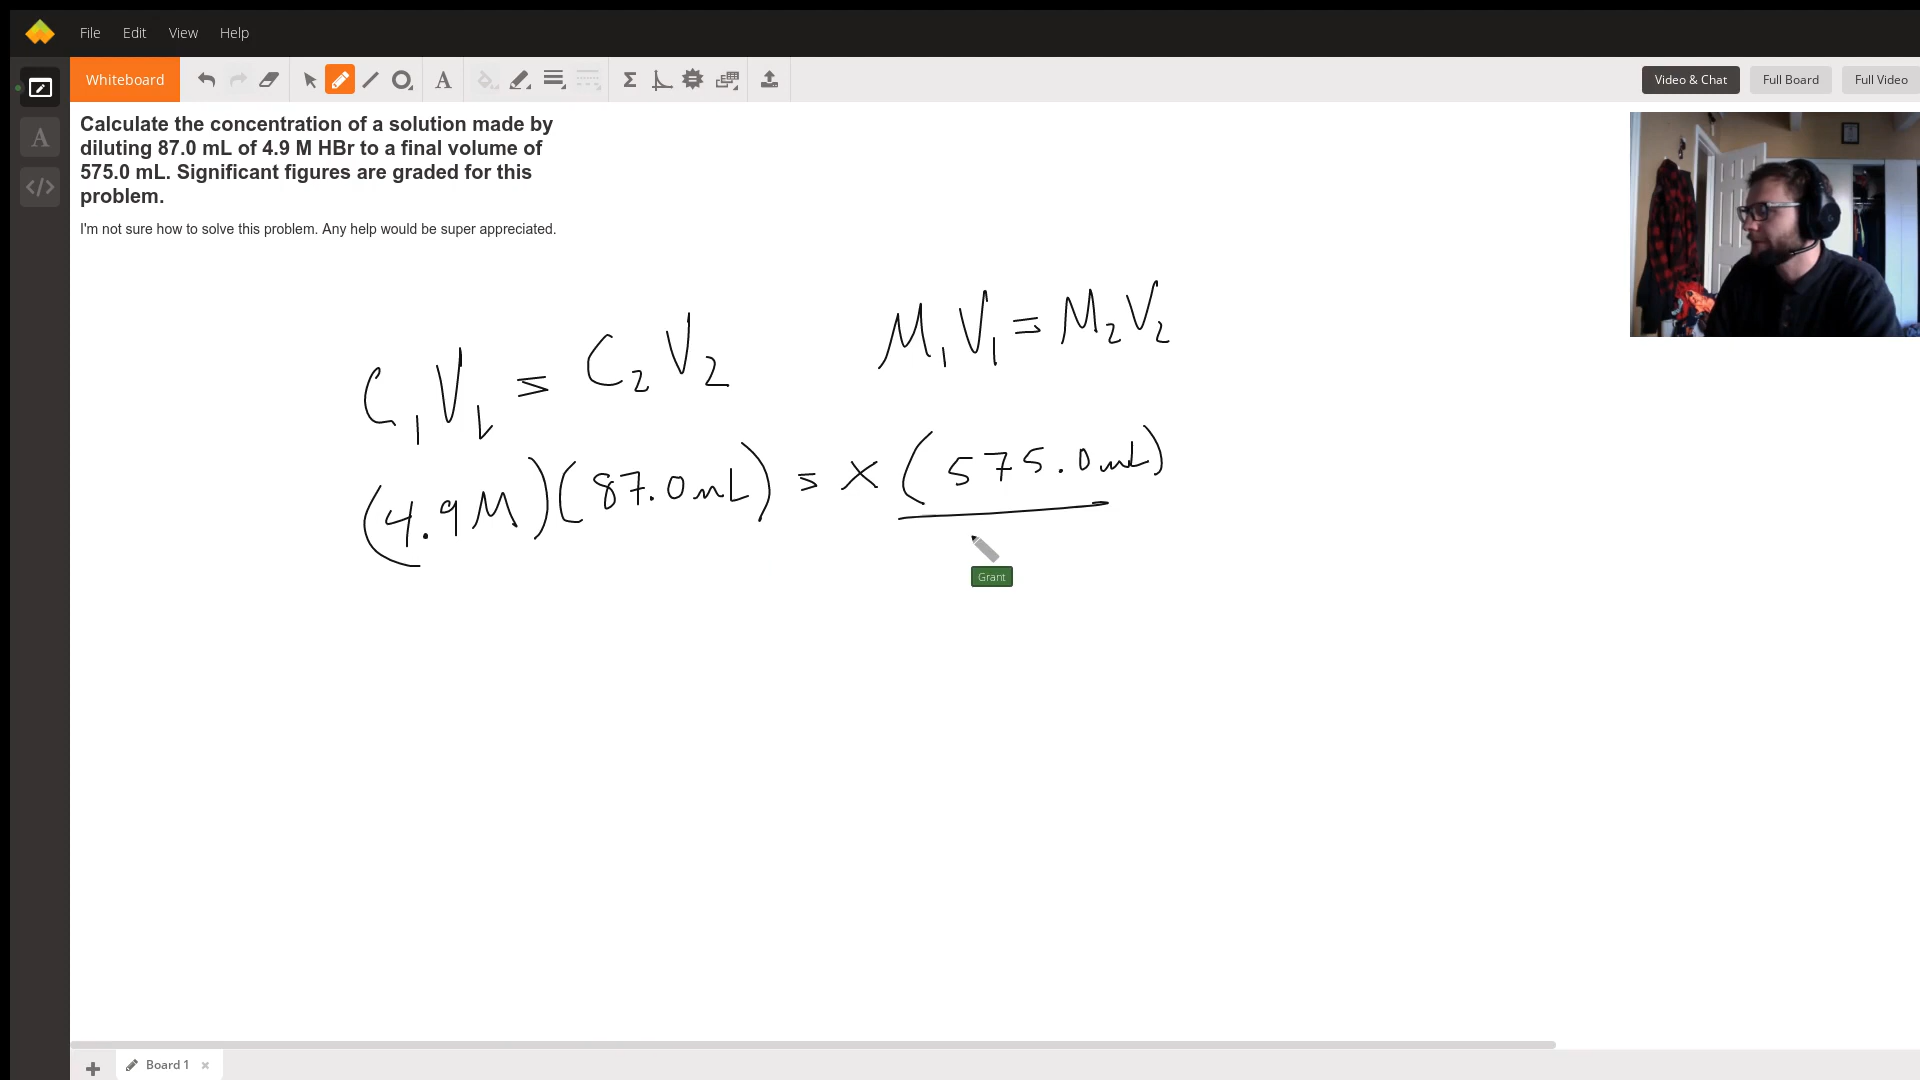 File Edit View Help
Whiteboard
A
Σ
Video & Chat Full Board Full Video
A
</>
Calculate the concentration of a solution made by
diluting 87.0 mL of 4.9 M HBr to a final volume of
575.0 mL. Significant figures are graded for this
problem.
I'm not sure how to solve this problem. Any help would be super appreciated.
C₁V₁ = C₂V₂
M₁V₁ = M₂V₂
(4.9M)(87.0mL) = x(575.0mL)
Grant
+ Board 1 ×